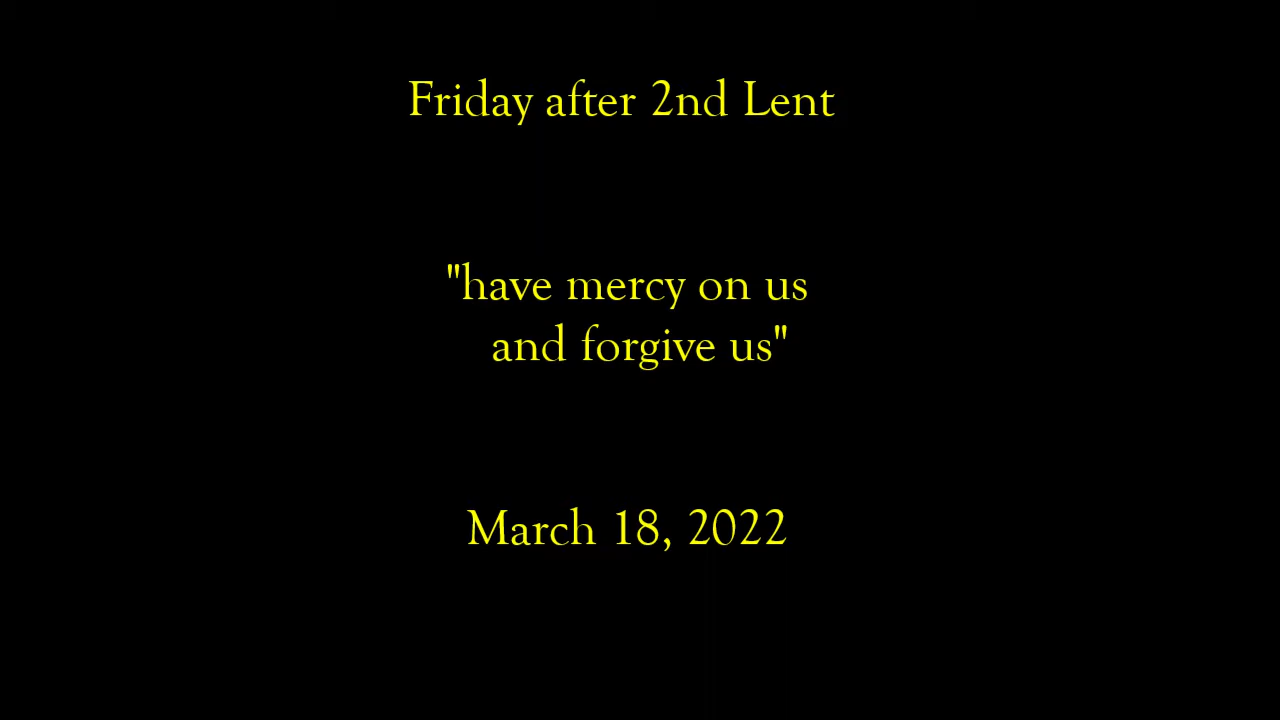 Friday after 2nd Lent
"have mercy on us
and forgive us"
March 18, 2022